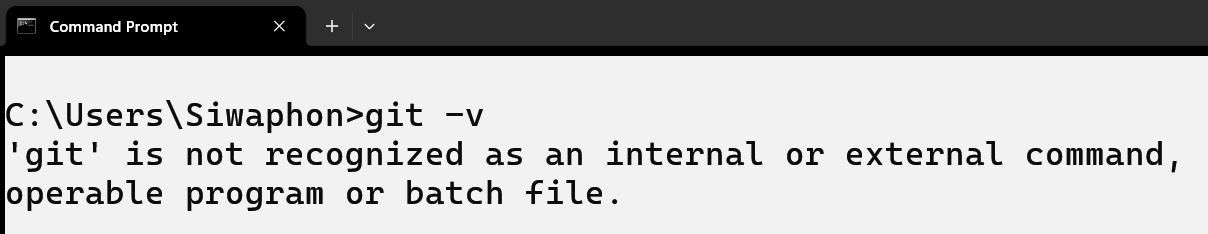 Command Prompt
C:\Users\Siwaphon>git -v
'git' is not recognized as an internal or external command,
operable program or batch file.